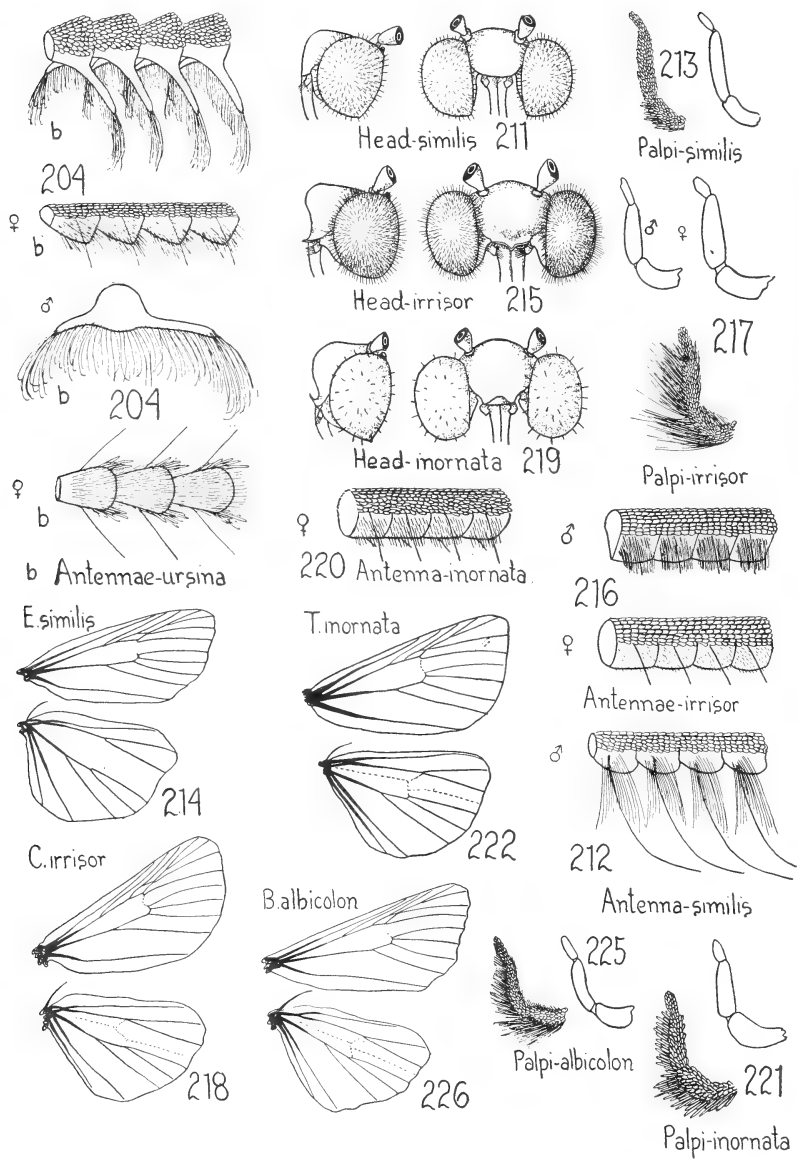 b
204
♀
b
♂
b
204
♀
b
b Antennae-ursina
Head-similis 211
Head-irrisor 215
Head-inornata 219
♀
220 Antenna-inornata.
213
Palpi-similis
♂ ♀
217
Palpi-irrisor
♂
216
♀
Antennae-irrisor
♂
212
Antenna-similis
E.similis
214
T.inornata
222
C.irrisor
218
B.albicolon
226
225
Palpi-albicolon
221
Palpi-inornata